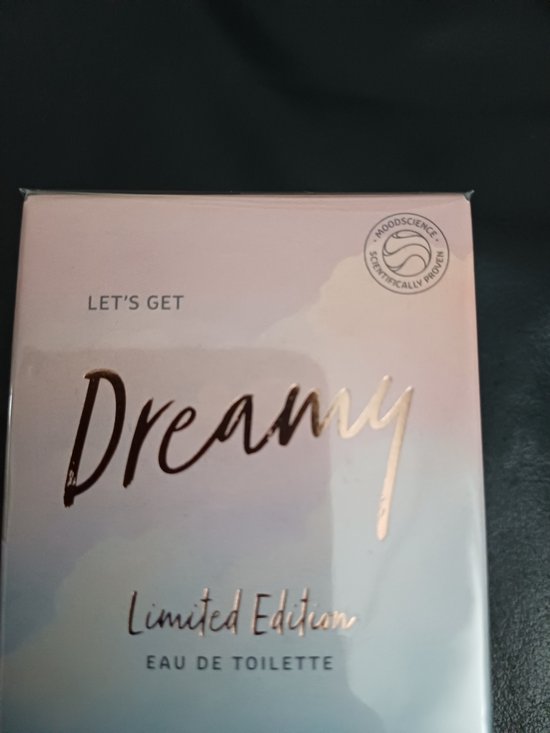 MOODSCIENCE
SCIENTIFICALLY PROVEN
LET'S GET
Dreamy
Limited Edition
EAU DE TOILETTE